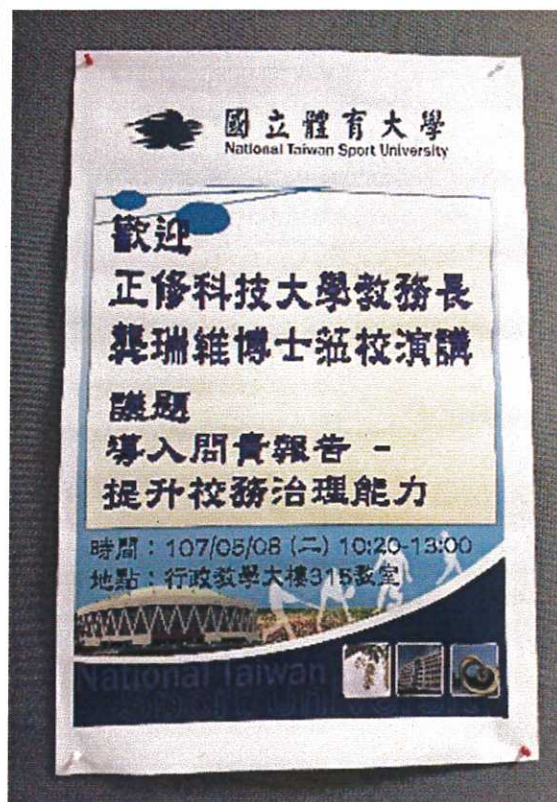 國立體育大學
National Taiwan Sport University
歡迎
正修科技大學教務長
龔瑞維博士蒞校演講
議題
導入問責報告 -
提升校務治理能力
時間：107/05/08 (二) 10:20-13:00
地點：行政教學大樓315教室
National Taiwan